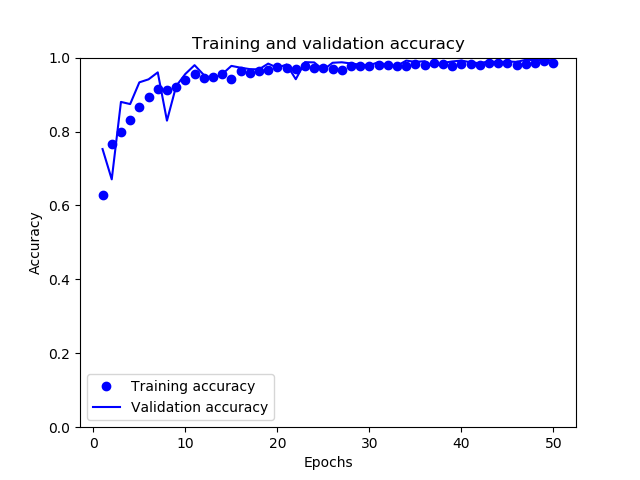 Training and validation accuracy
1.0
0.8
0.6
0.4
0.2
0.0
Accuracy
Training accuracy
Validation accuracy
0 10 20 30 40 50
Epochs